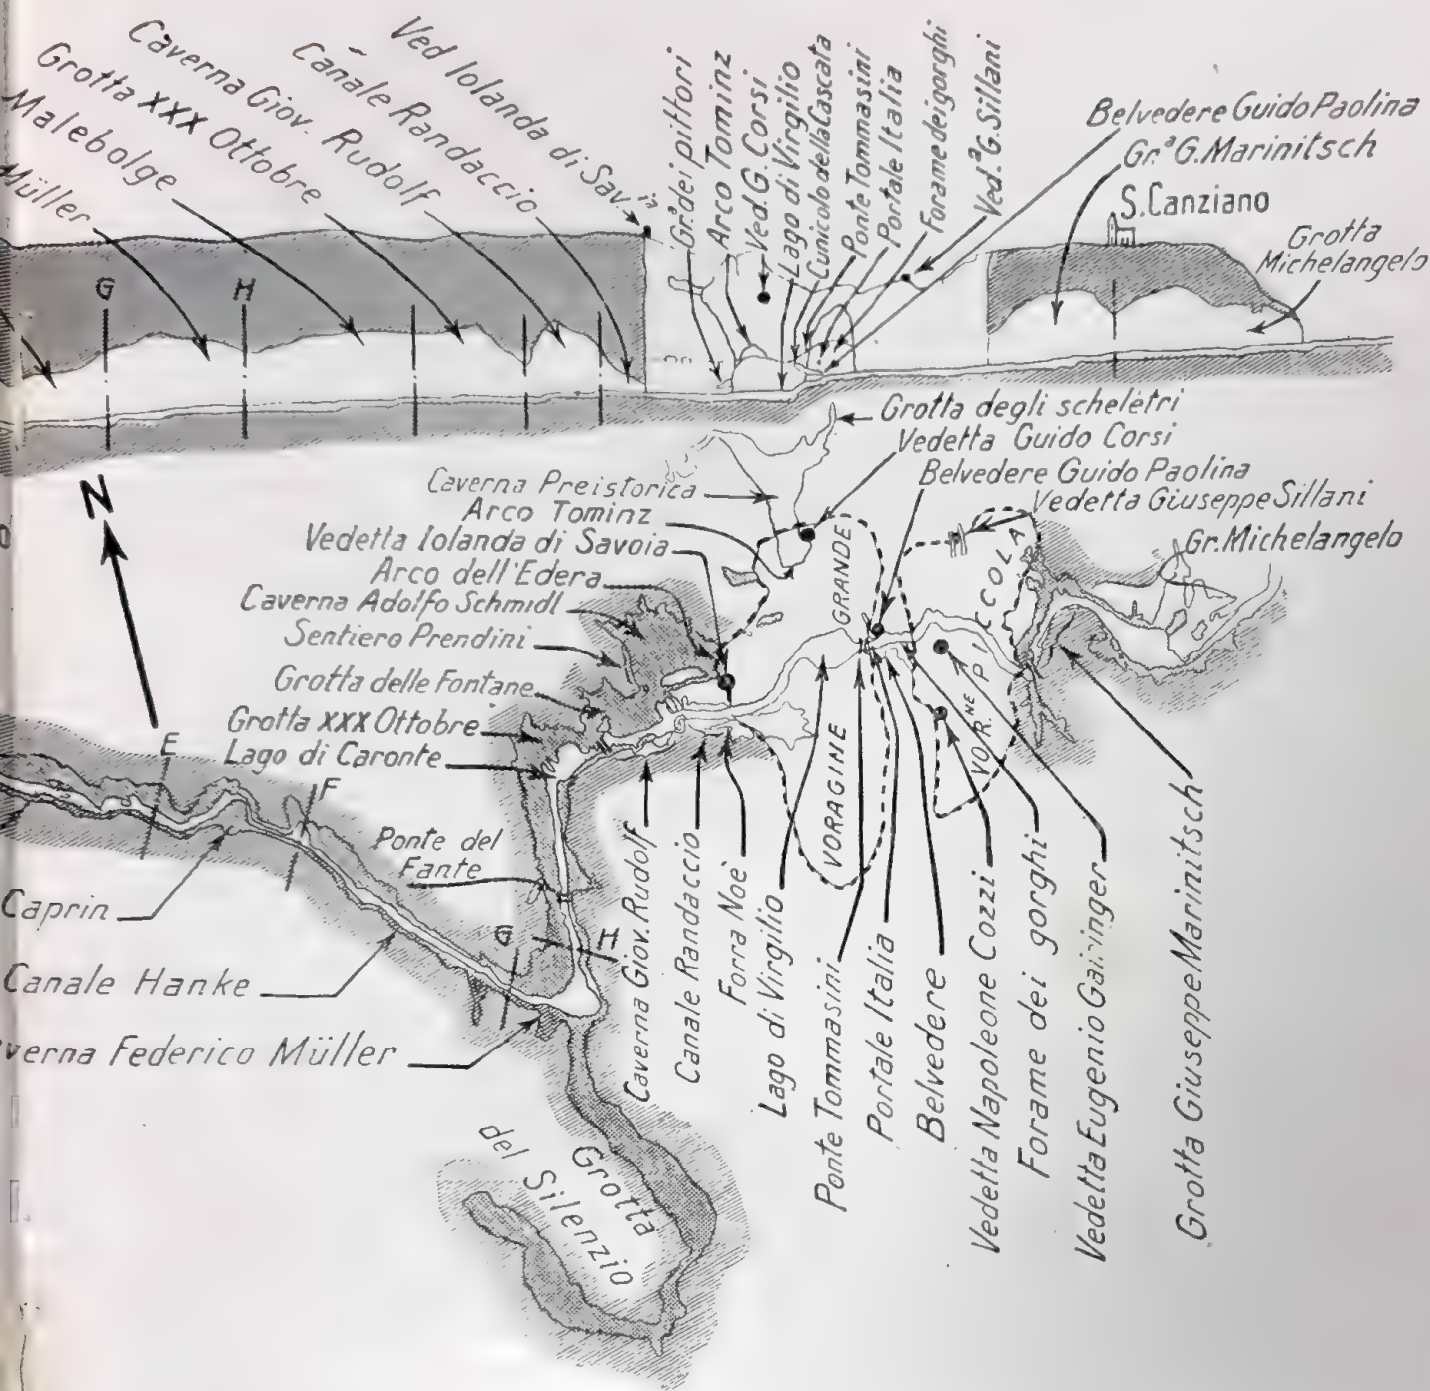 Müller
Malebolge
Grotta XXX Ottobre
Caverna Giov. Rudolf
Canale Randaccio
Ved Iolanda di Sav.ia
Gr.a dei pittori
Arco Tominz
Ved. G. Corsi
Lago di Virgilio
Cunicolo della Cascata
Ponte Tommasini
Portale Italia
Forame dei gorghi
Ved.a G. Sillani
Belvedere Guido Paolina
Gr.a G. Marinitsch
S. Canziano
Grotta
Michelangelo
G
H
N
Grotta degli scheletri
Vedetta Guido Corsi
Belvedere Guido Paolina
Vedetta Giuseppe Sillani
Gr. Michelangelo
Caverna Preistorica
Arco Tominz
Vedetta Iolanda di Savoia
Arco dell'Edera
Caverna Adolfo Schmidl
Sentiero Prendini
Grotta delle Fontane
Grotta XXX Ottobre
Lago di Caronte
Ponte del
Fante
VORAGINE GRANDE
VOR.NE PICCOLA
E
F
G
H
Caprin
Canale Hanke
verna Federico Müller
Grotta
del Silenzio
Caverna Giov. Rudolf
Canale Randaccio
Forra Noè
Lago di Virgilio
Ponte Tommasini
Portale Italia
Belvedere
Vedetta Napoleone Cozzi
Forame dei gorghi
Vedetta Eugenio Gairinger
Grotta Giuseppe Marinitsch